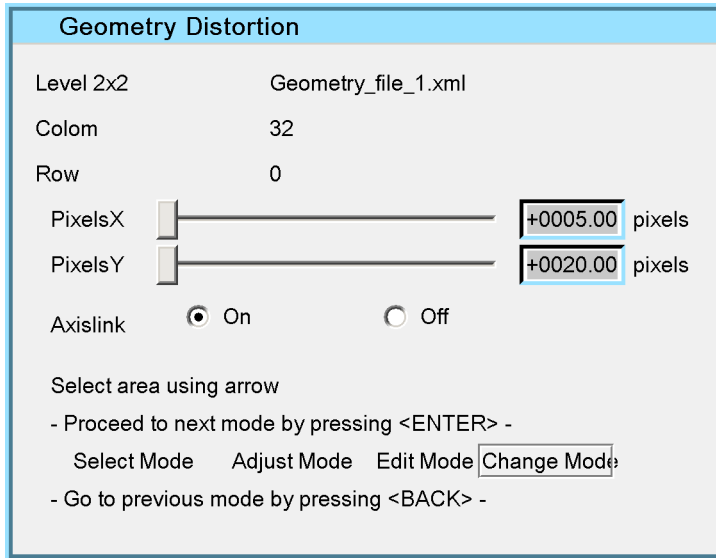 Geometry Distortion
Level 2x2 Geometry_file_1.xml
Colom 32
Row 0
PixelsX +0005.00 pixels
PixelsY +0020.00 pixels
Axislink On Off
Select area using arrow
- Proceed to next mode by pressing <ENTER> -
Select Mode Adjust Mode Edit Mode Change Mode
- Go to previous mode by pressing <BACK> -